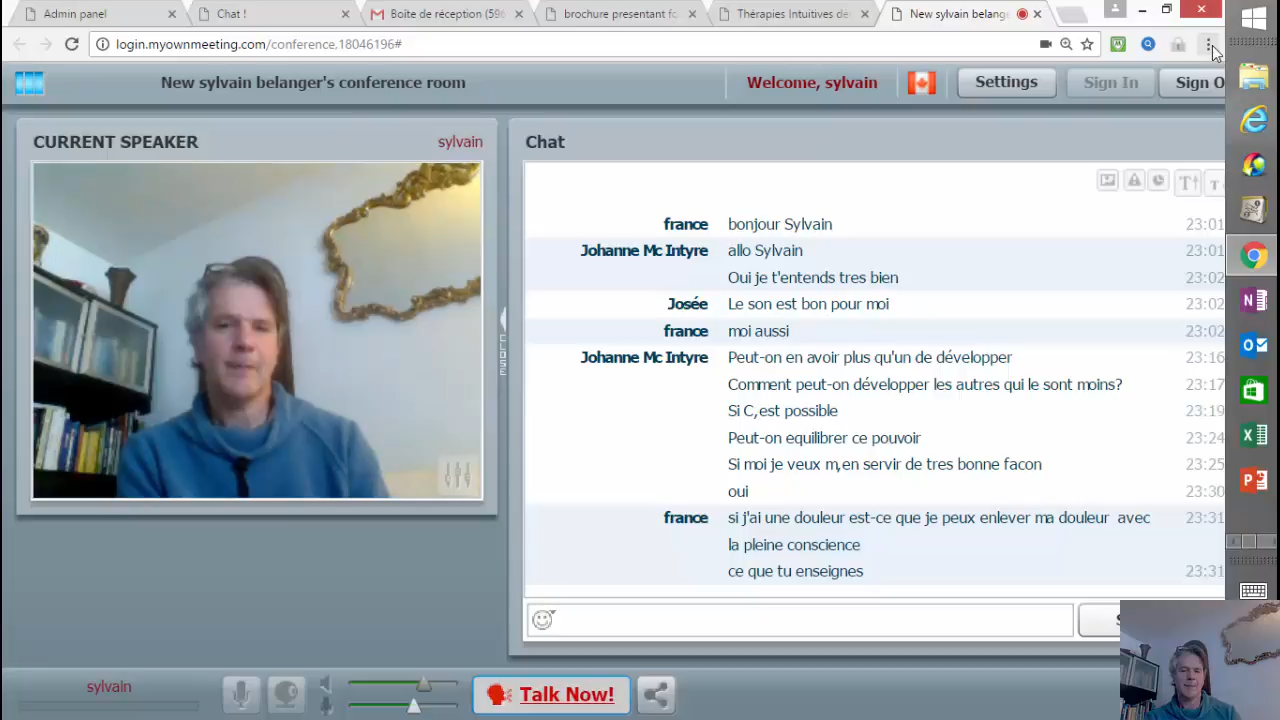 Admin panel
Chat !
Boîte de réception (596
brochure presentant fo
Thérapies Intuitives dé
New sylvain belange
login.myownmeeting.com/conference,18046196#
New sylvain belanger's conference room
Welcome, sylvain
Settings
Sign In
Sign O
CURRENT SPEAKER
sylvain
Chat
france bonjour Sylvain 23:01
Johanne Mc Intyre allo Sylvain 23:01
Oui je t'entends tres bien 23:02
Josée Le son est bon pour moi 23:02
france moi aussi 23:02
Johanne Mc Intyre Peut-on en avoir plus qu'un de développer 23:16
Comment peut-on développer les autres qui le sont moins? 23:17
Si C,est possible 23:19
Peut-on equilibrer ce pouvoir 23:24
Si moi je veux m,en servir de tres bonne facon 23:25
oui 23:30
france si j'ai une douleur est-ce que je peux enlever ma douleur avec 23:31
la pleine conscience
ce que tu enseignes 23:31
CLOSE
S
sylvain
Talk Now!